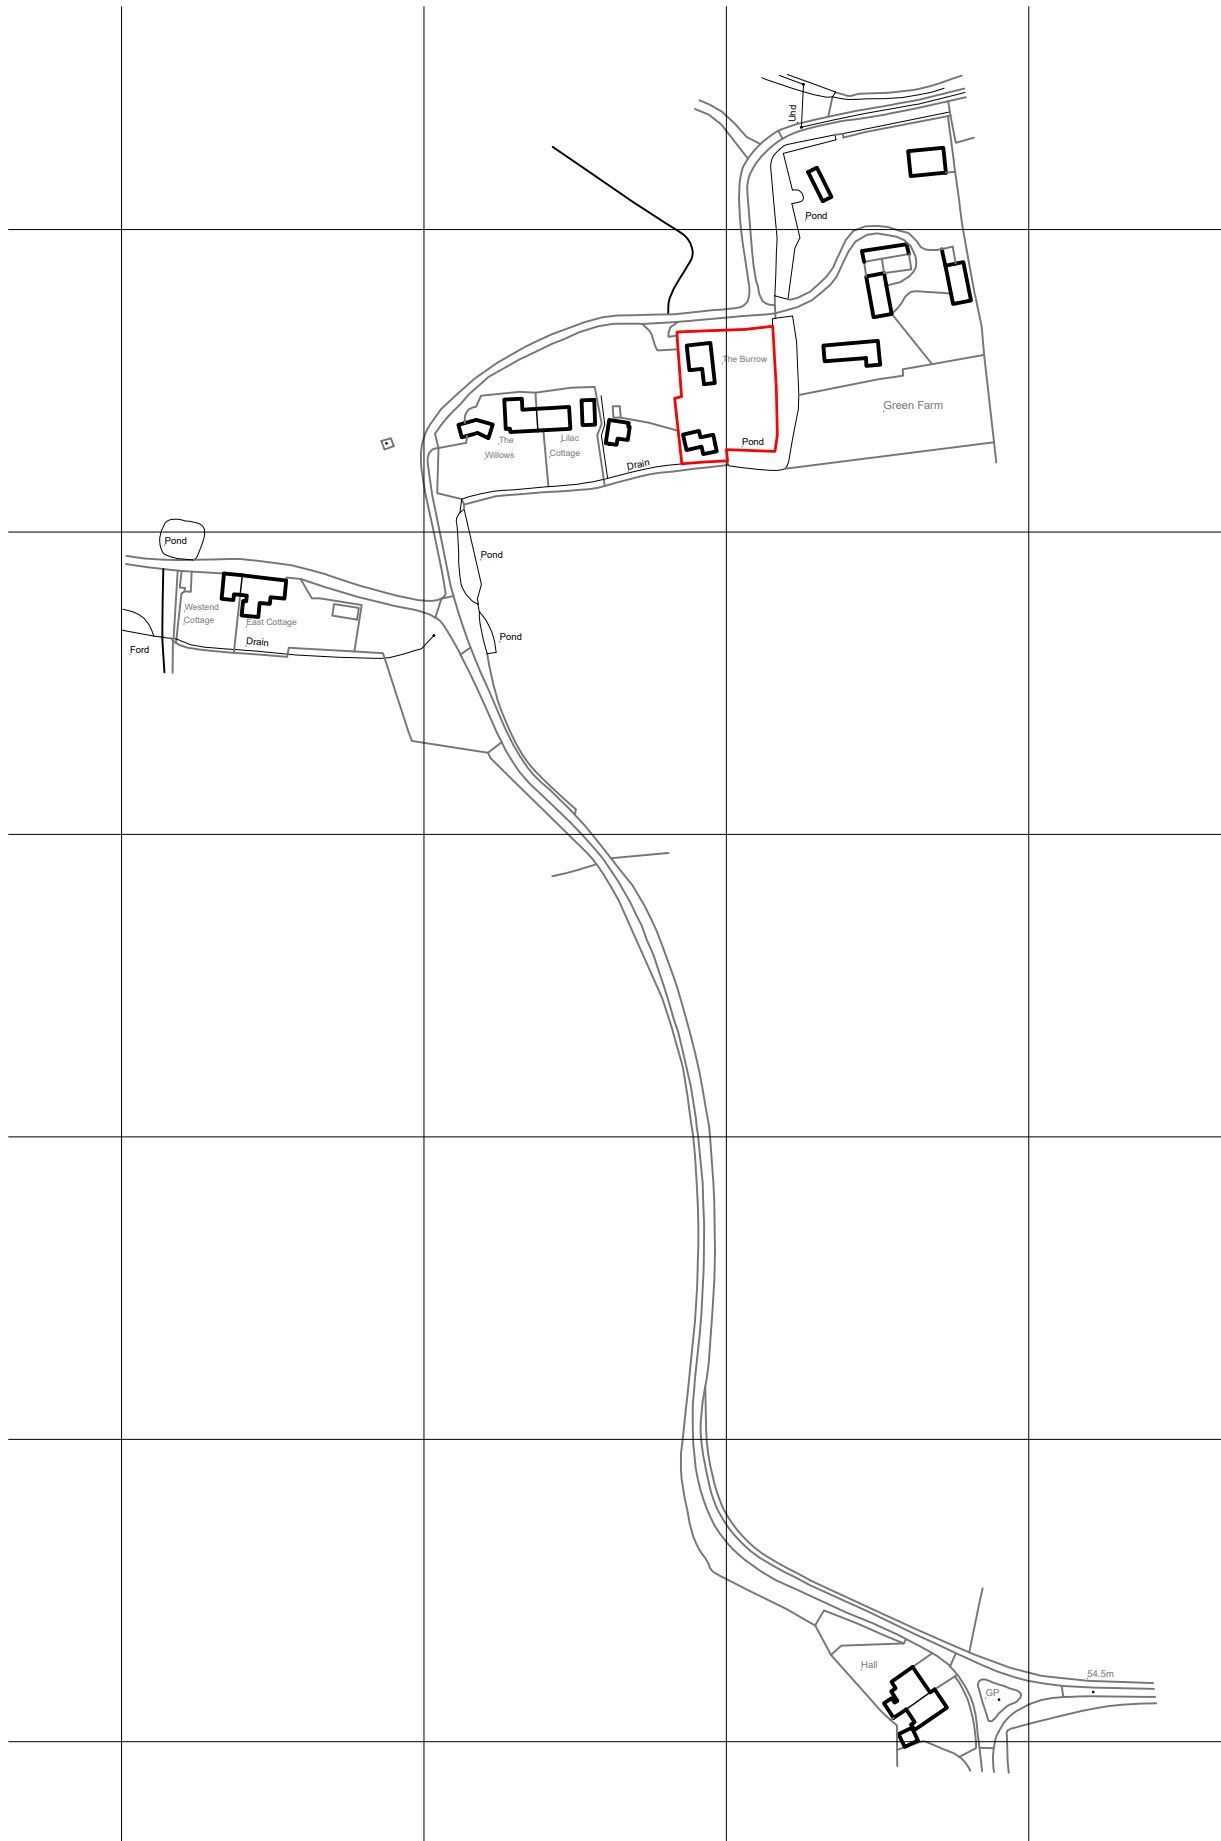 Und
Pond
The Burrow
Green Farm
The
Willows
Lilac
Cottage
Pond
Drain
Pond
Pond
Westend
Cottage
East Cottage
Pond
Drain
Ford
Hall
54.5m
GP